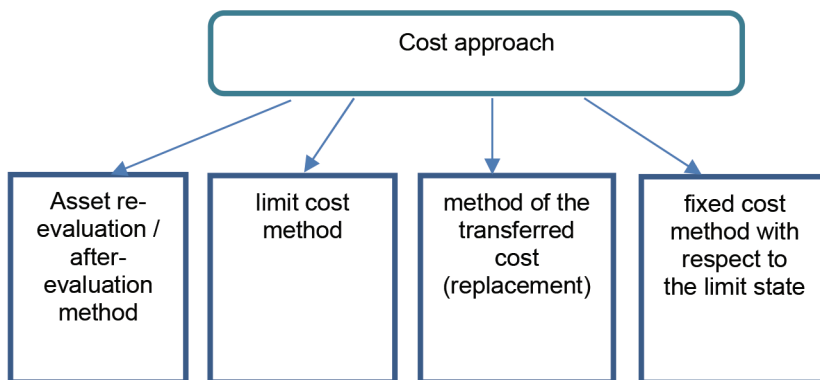 Cost approach
Asset re-
evaluation /
after-
evaluation
method
limit cost
method
method of the
transferred
cost
(replacement)
fixed cost
method with
respect to
the limit state